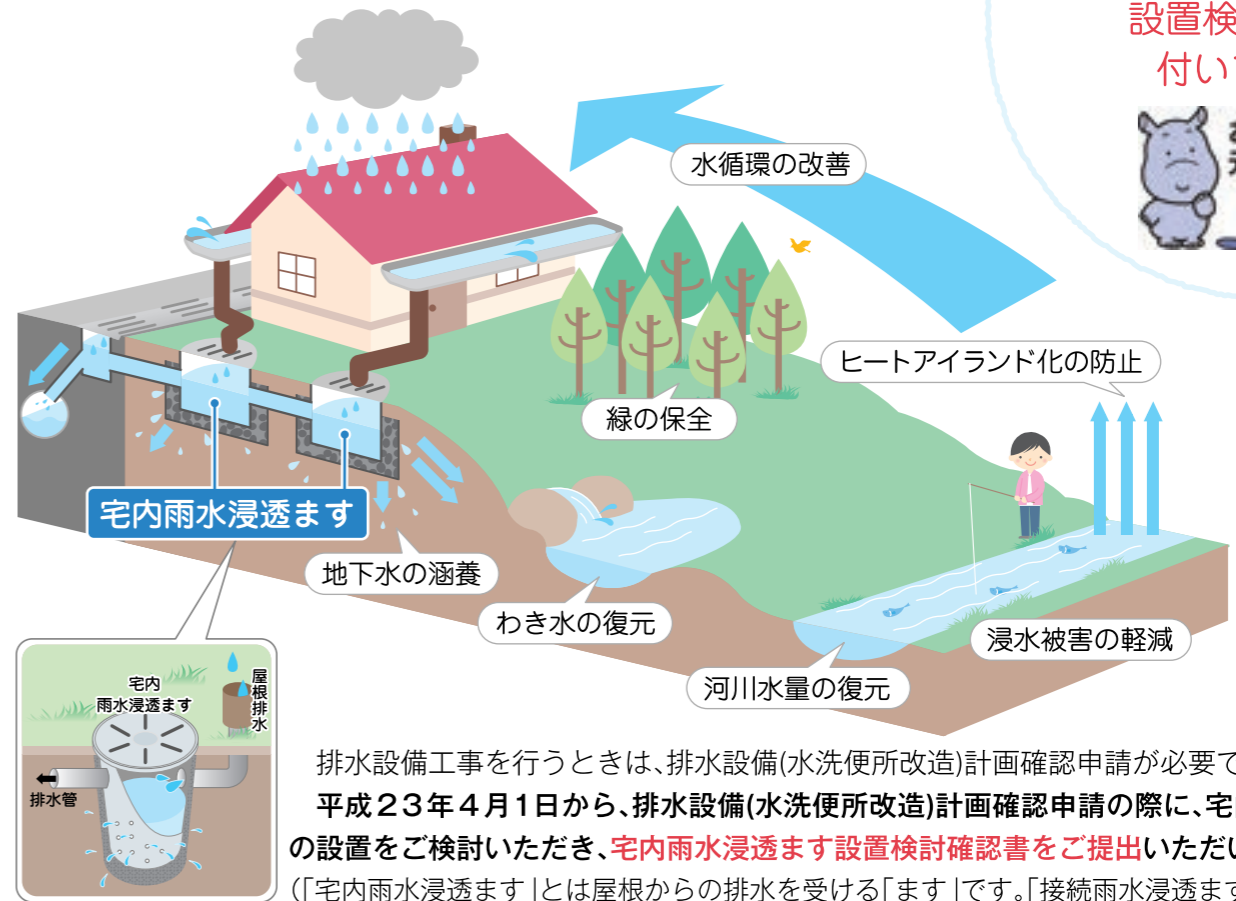 設置検
付いて
水循環の改善
ヒートアイランド化の防止
緑の保全
宅内雨水浸透ます
地下水の涵養
わき水の復元
浸水被害の軽減
河川水量の復元
宅内
雨水浸透ます
屋根排水
排水管
排水設備工事を行うときは、排水設備(水洗便所改造)計画確認申請が必要で
平成23年4月1日から、排水設備(水洗便所改造)計画確認申請の際に、宅
の設置をご検討いただき、宅内雨水浸透ます設置検討確認書をご提出いただい
(「宅内雨水浸透ます」とは屋根からの排水を受ける「ます」です。「接続雨水浸透ます